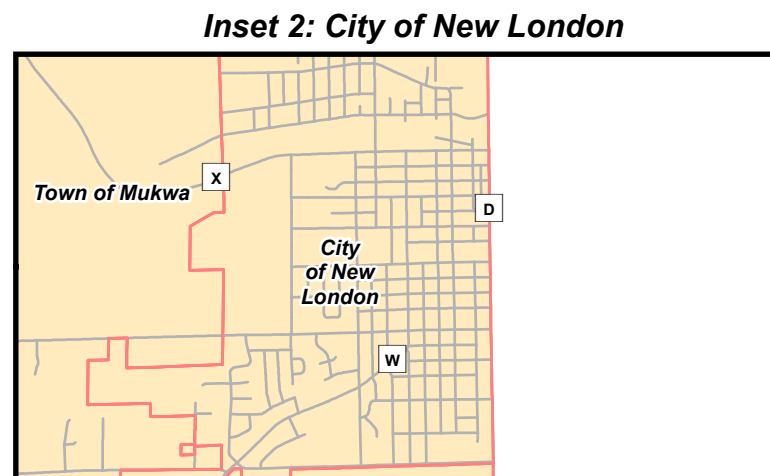 Inset 2: City of New London
X
Town of Mukwa
D
City
of New
London
W